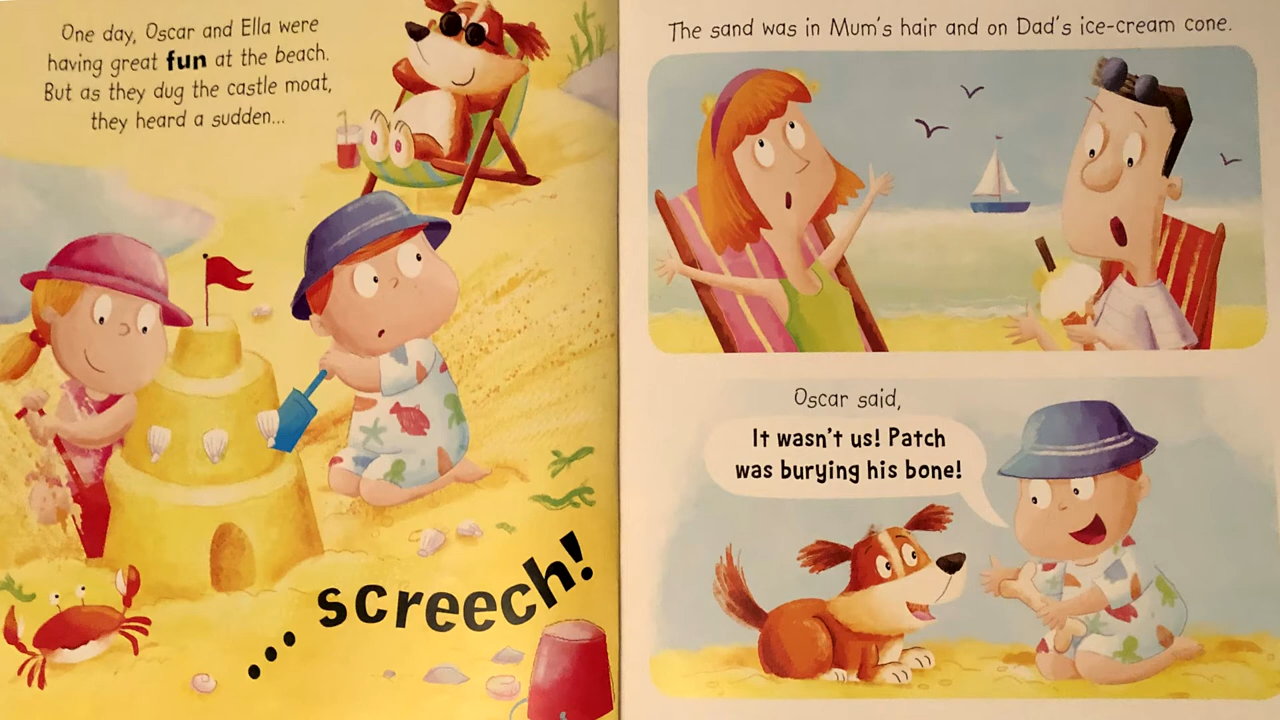 One day, Oscar and Ella were
having great fun at the beach.
But as they dug the castle moat,
they heard a sudden...
... screech!
The sand was in Mum's hair and on Dad's ice-cream cone.
Oscar said,
It wasn't us! Patch
was burying his bone!